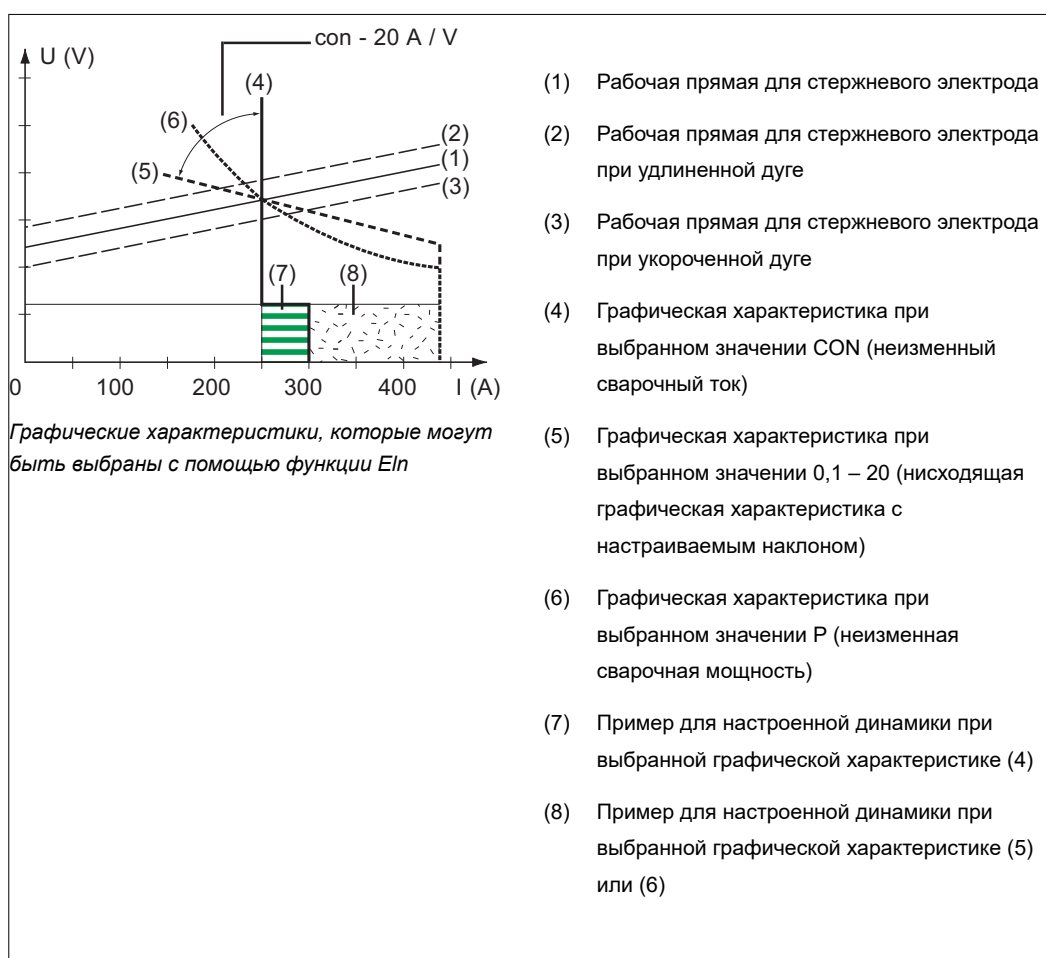 con - 20 A / V
U (V)
(4)
(6)
(2)
(1)
(5)
(3)
(7)
(8)
0
100
200
300
400
I (A)
Графические характеристики, которые могут
быть выбраны с помощью функции Eln
(1) Рабочая прямая для стержневого электрода
(2) Рабочая прямая для стержневого электрода
при удлиненной дуге
(3) Рабочая прямая для стержневого электрода
при укороченной дуге
(4) Графическая характеристика при
выбранном значении CON (неизменный
сварочный ток)
(5) Графическая характеристика при
выбранном значении 0,1 – 20 (нисходящая
графическая характеристика с
настраиваемым наклоном)
(6) Графическая характеристика при
выбранном значении P (неизменная
сварочная мощность)
(7) Пример для настроенной динамики при
выбранной графической характеристике (4)
(8) Пример для настроенной динамики при
выбранной графической характеристике (5)
или (6)